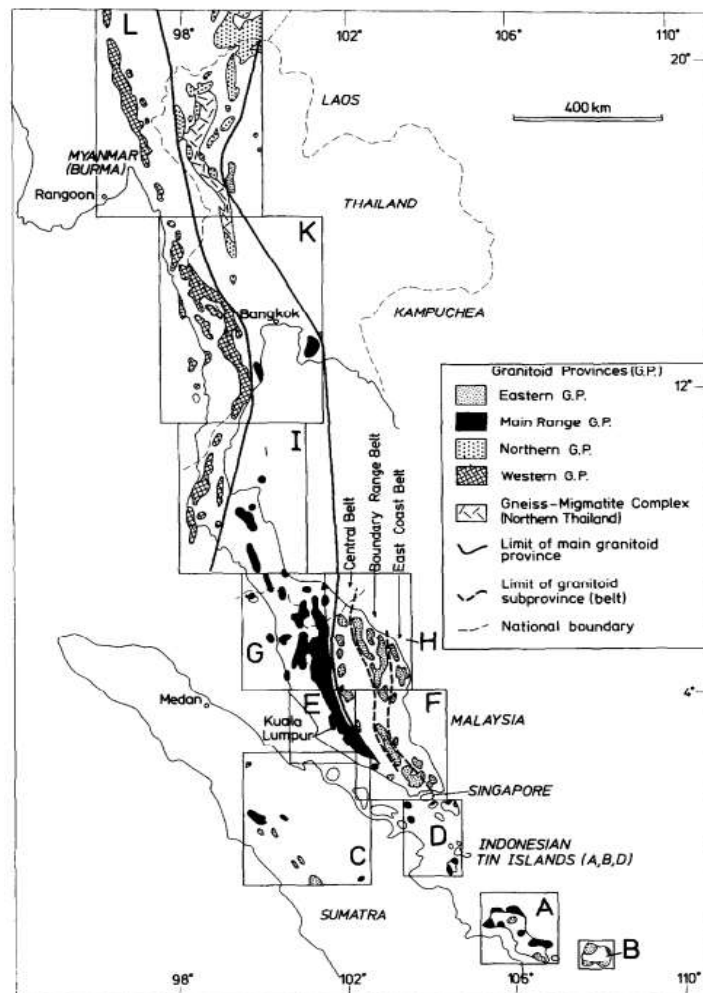 98°
102°
106°
110°
L
20°
LAOS
400 km
MYANMAR
(BURMA)
Rangoon
THAILAND
K
Bangkok
KAMPUCHEA
Granitoid Provinces (G.P.)
12°
Eastern G.P.
Main Range G.P.
Northern G.P.
Western G.P.
Gneiss-Migmatite Complex
(Northern Thailand)
Limit of main granitoid
province
Limit of granitoid
subprovince (belt)
National boundary
I
Central Belt
Boundary Range Belt
East Coast Belt
G
H
Medan
E
F
4°
Kuala
Lumpur
MALAYSIA
SINGAPORE
C
D
INDONESIAN
TIN ISLANDS (A,B,D)
SUMATRA
A
B
98°
102°
106°
110°